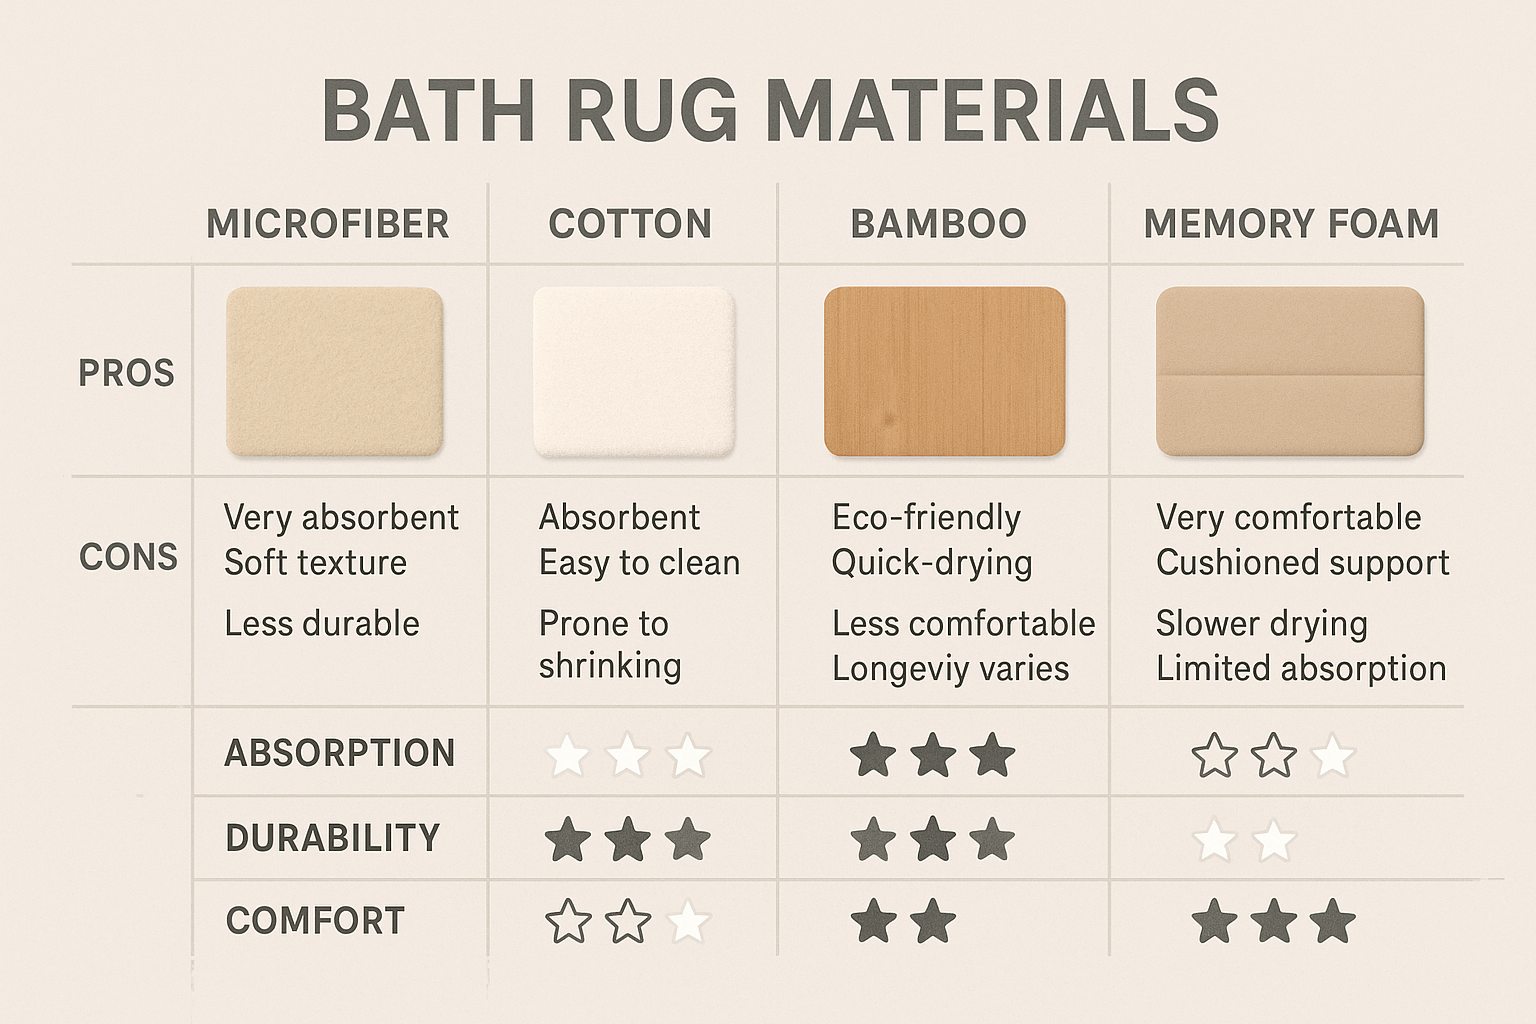 BATH RUG MATERIALS
MICROFIBER COTTON BAMBOO MEMORY FOAM
PROS
CONS
Very absorbent
Soft texture
Less durable
Absorbent
Easy to clean
Prone to
shrinking
Eco-friendly
Quick-drying
Less comfortable
Longeviy varies
Very comfortable
Cushioned support
Slower drying
Limited absorption
ABSORPTION
DURABILITY
COMFORT